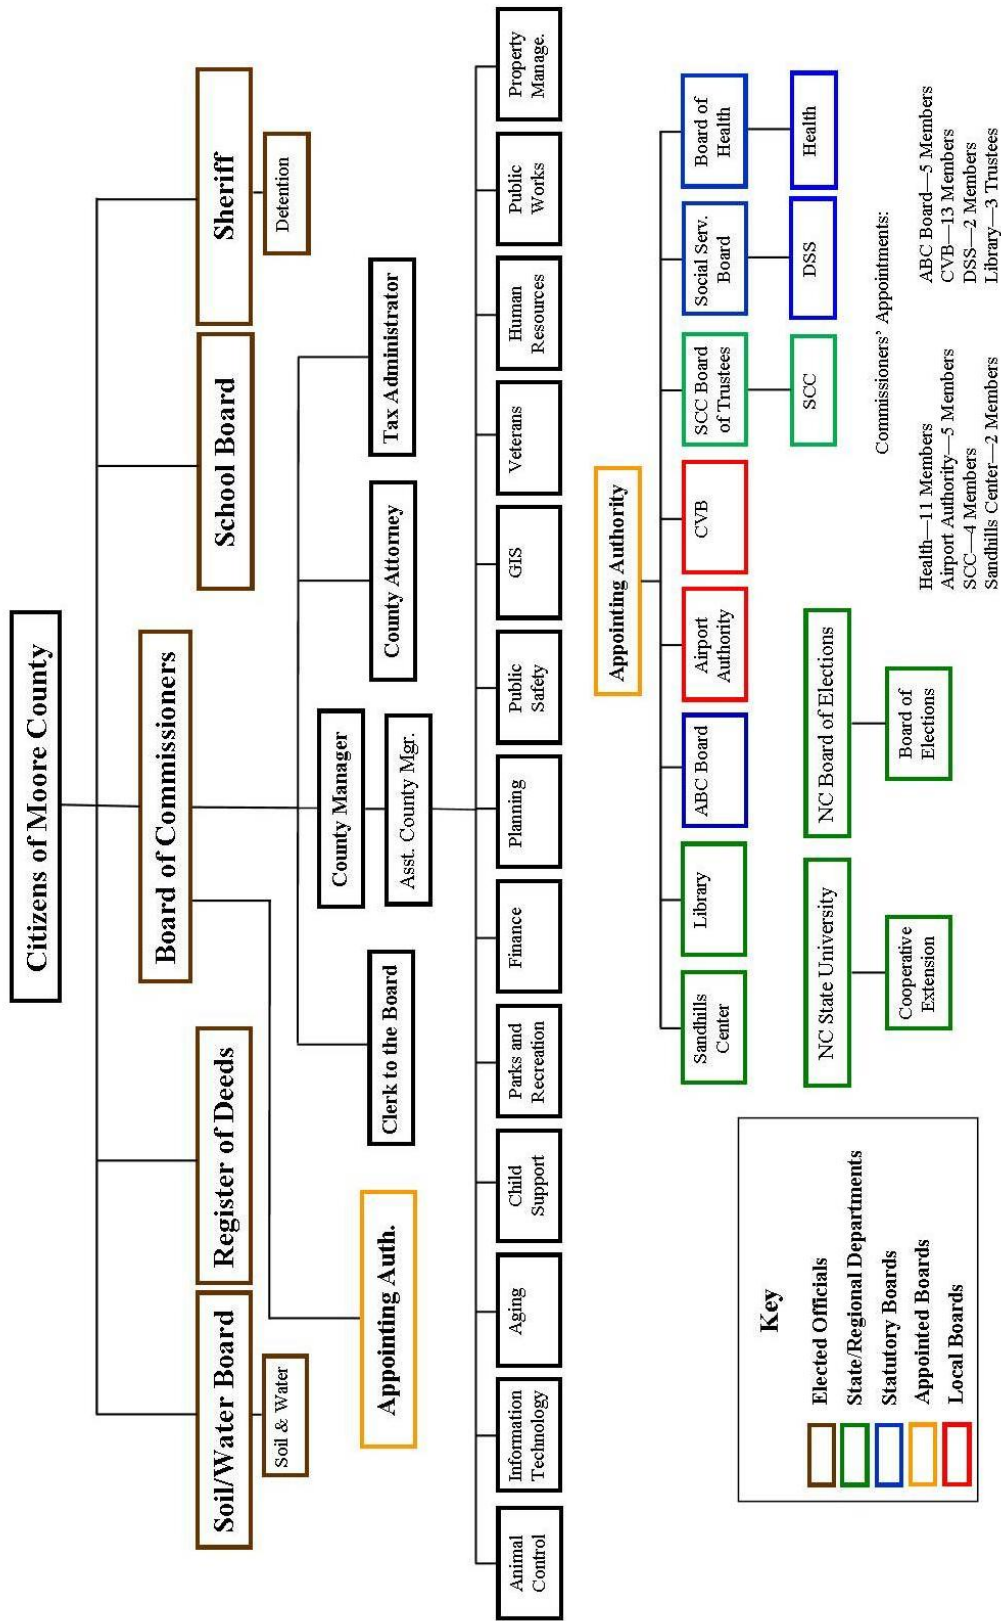 Citizens of Moore County
Soil/Water Board
Register of Deeds
Board of Commissioners
School Board
Sheriff
Soil & Water
Detention
Appointing Auth.
Clerk to the Board
County Manager
County Attorney
Tax Administrator
Asst. County Mgr.
Animal
Control
Information
Technology
Aging
Child
Support
Parks and
Recreation
Finance
Planning
Public
Safety
GIS
Veterans
Human
Resources
Public
Works
Property
Manage.
Appointing Authority
Sandhills
Center
Library
ABC Board
Airport
Authority
CVB
SCC Board
of Trustees
Social Serv.
Board
Board of
Health
SCC
DSS
Health
NC State University
NC Board of Elections
Cooperative
Extension
Board of
Elections
Key
Elected Officials
State/Regional Departments
Statutory Boards
Appointed Boards
Local Boards
Commissioners' Appointments:
Health—11 Members
Airport Authority—5 Members
SCC—4 Members
Sandhills Center—2 Members
ABC Board—5 Members
CVB—13 Members
DSS—2 Members
Library—3 Trustees